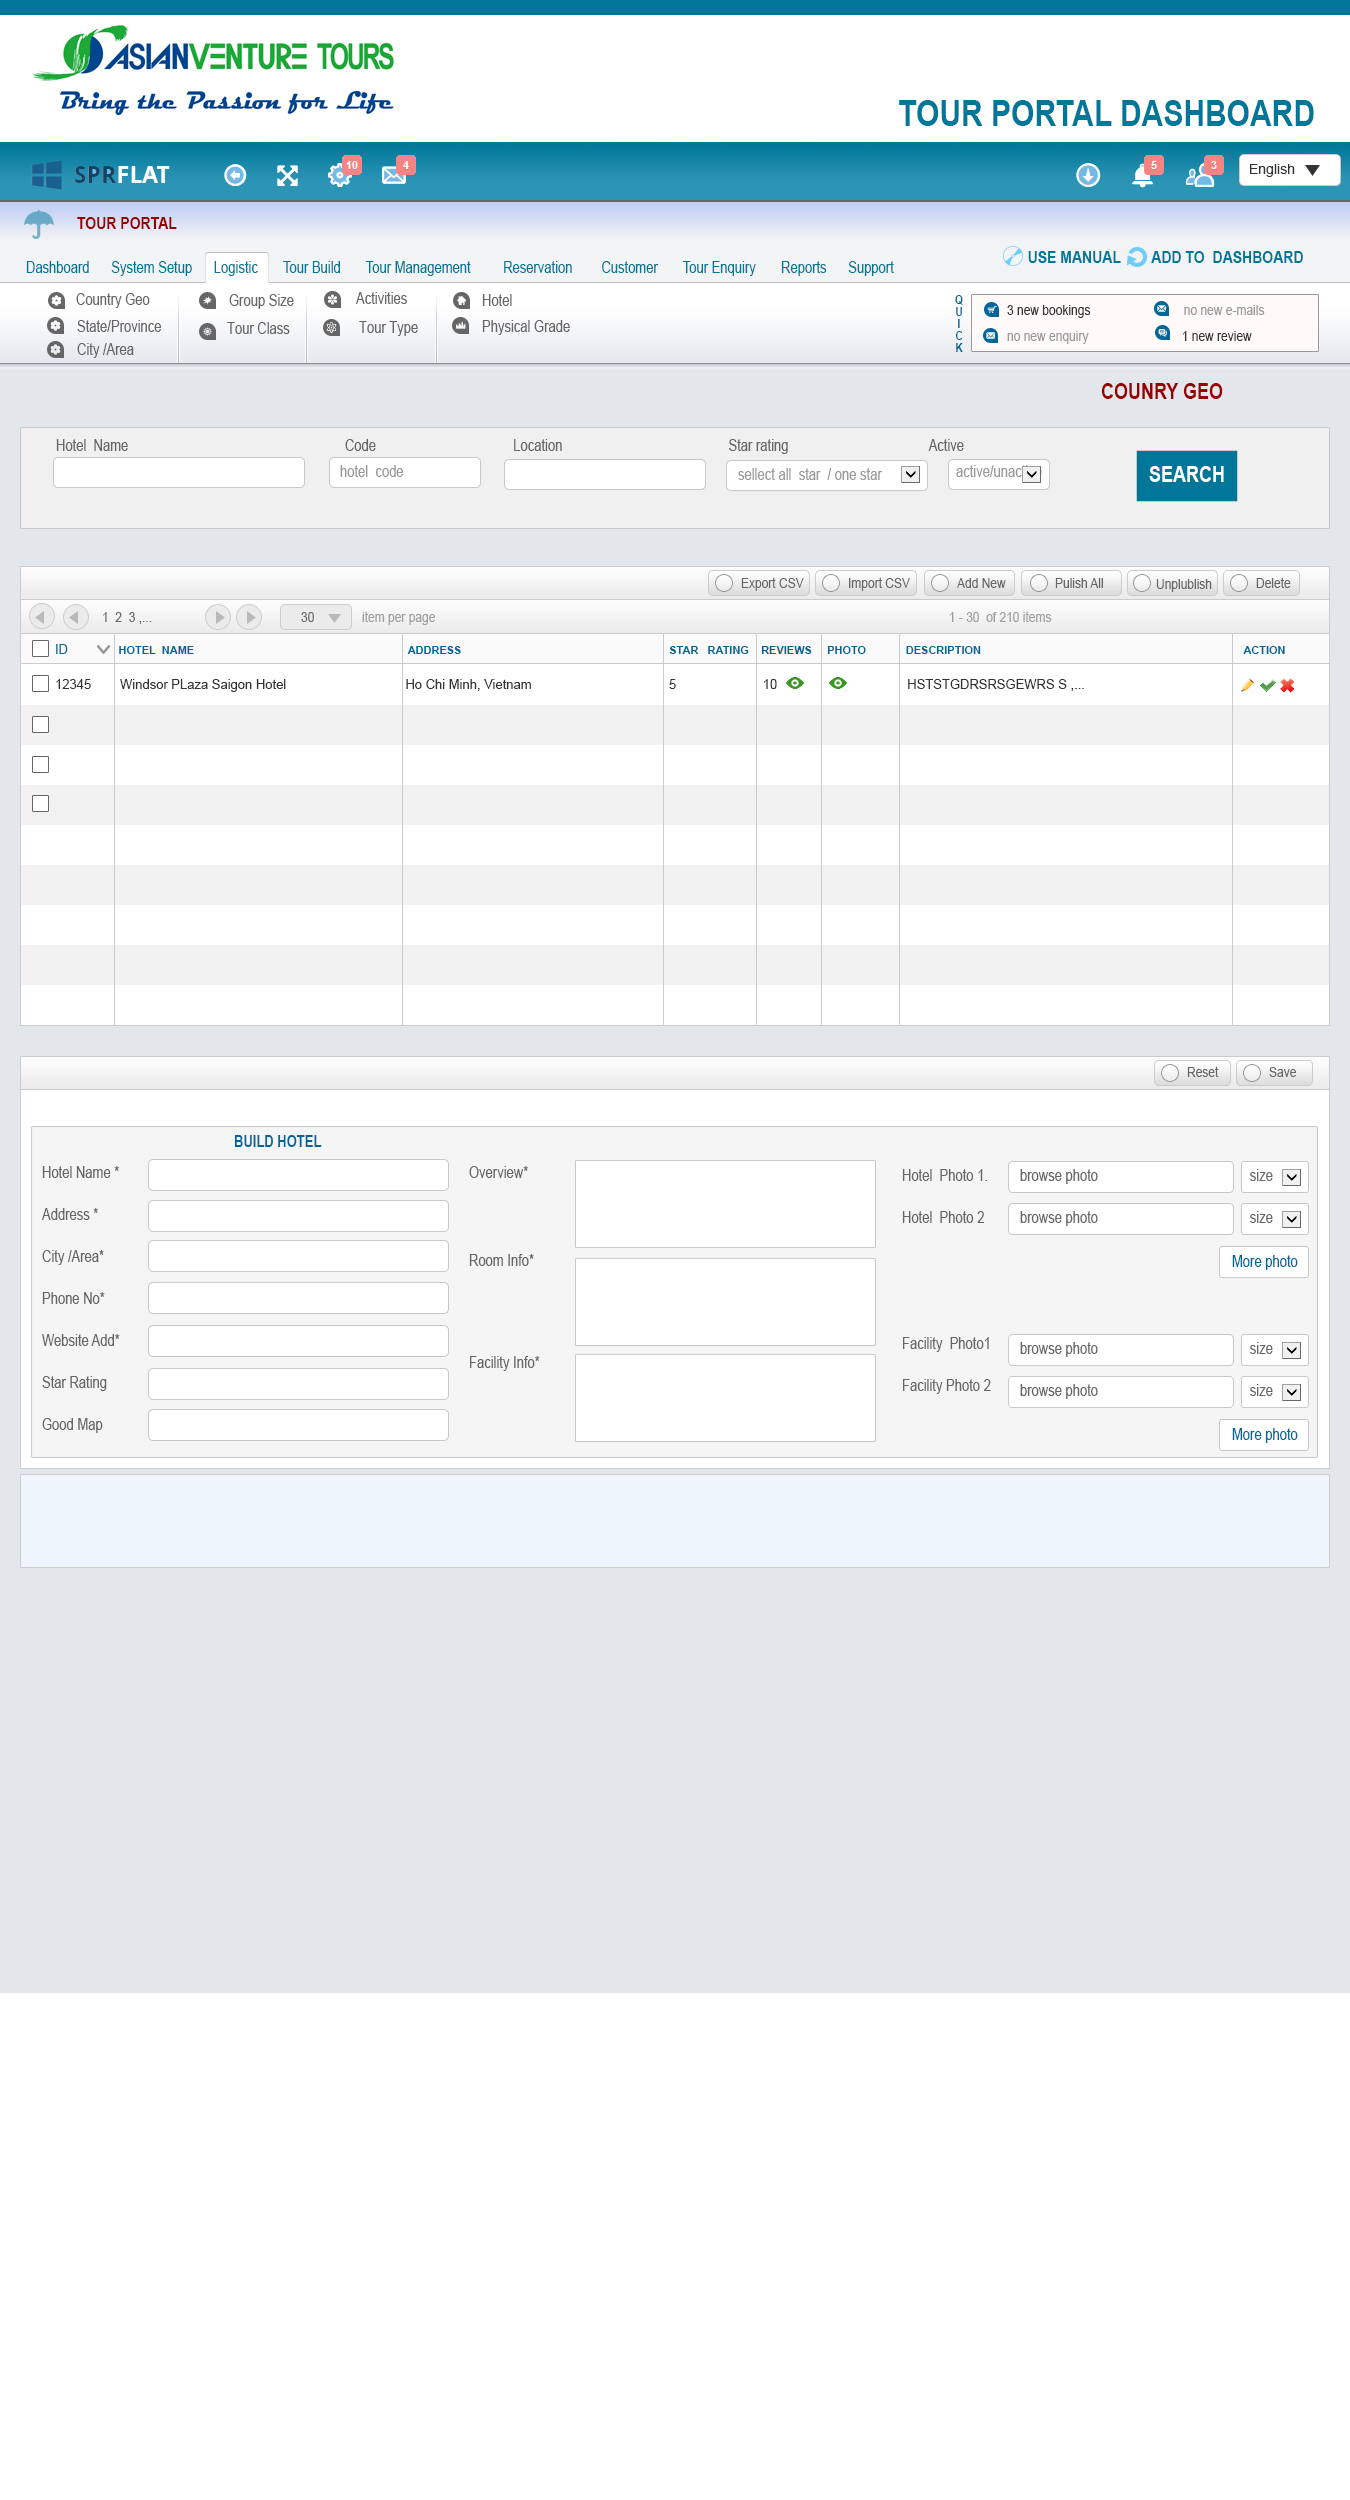 ASIANVENTURE TOURS
Bring the Passion for Life
TOUR PORTAL DASHBOARD
SPRFLAT 10 4 5 3 English
TOUR PORTAL
USE MANUAL ADD TO DASHBOARD
Dashboard System Setup Logistic Tour Build Tour Management Reservation Customer Tour Enquiry Reports Support
Country Geo Group Size Activities Hotel
State/Province Tour Class Tour Type Physical Grade
City /Area
QUICK
3 new bookings no new e-mails
no new enquiry 1 new review
COUNRY GEO
Hotel Name Code Location Star rating Active
hotel code sellect all star / one star active/unac
SEARCH
Export CSV Import CSV Add New Pulish All Unplublish Delete
1 2 3 ,... 30 item per page 1 - 30 of 210 items
ID HOTEL NAME ADDRESS STAR RATING REVIEWS PHOTO DESCRIPTION ACTION
12345 Windsor PLaza Saigon Hotel Ho Chi Minh, Vietnam 5 10 HSTSTGDRSRSGEWRS S ,...
Reset Save
BUILD HOTEL
Hotel Name * Overview* Hotel Photo 1. browse photo size
Address * Hotel Photo 2 browse photo size
City /Area* Room Info* More photo
Phone No*
Website Add* Facility Photo1 browse photo size
Star Rating Facility Info* Facility Photo 2 browse photo size
Good Map More photo